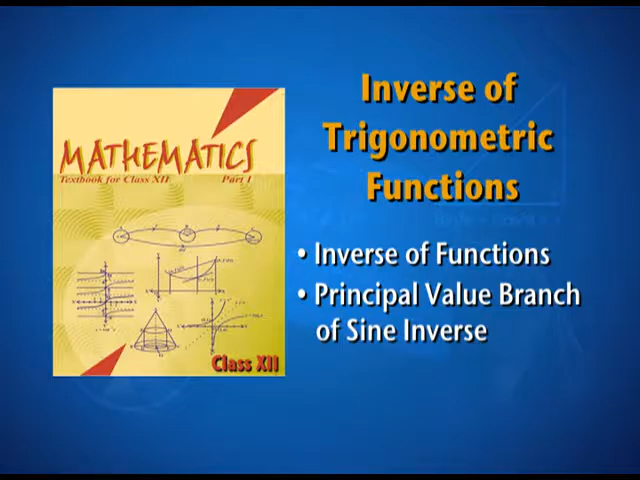 MATHEMATICS
Textbook for Class XII Part I
Class XII
Inverse of
Trigonometric
Functions
• Inverse of Functions
• Principal Value Branch
of Sine Inverse